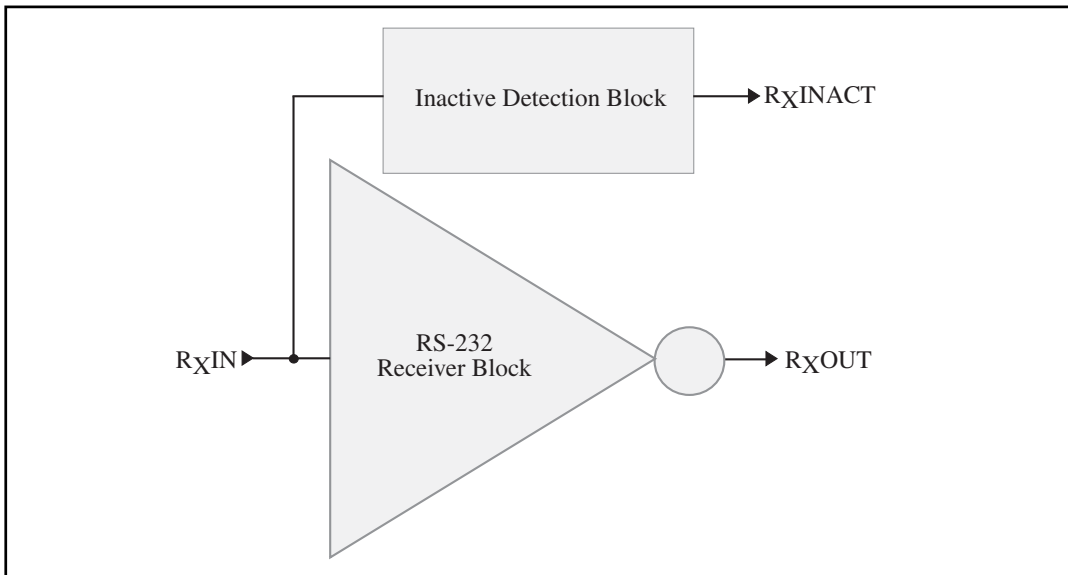 Inactive Detection Block
RXINACT
RS-232
Receiver Block
RXIN
RXOUT